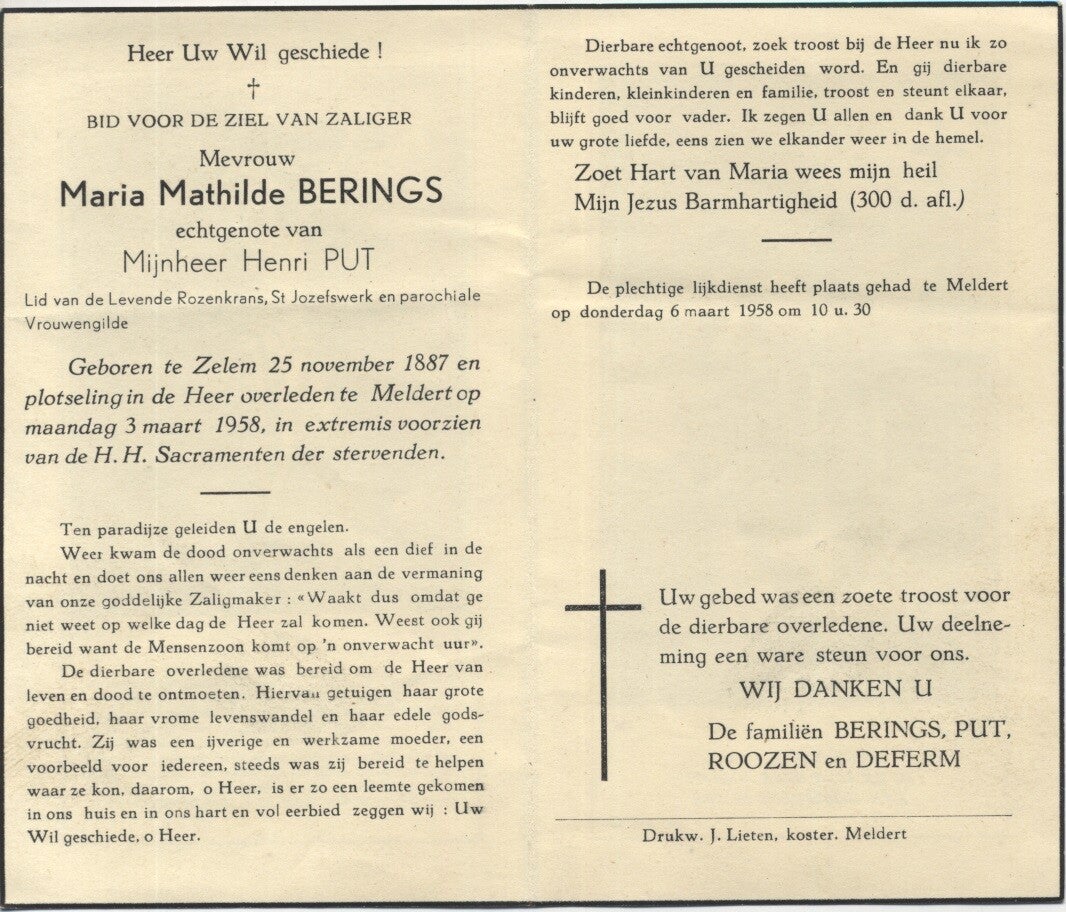 Heer Uw Wil geschiede !
†
BID VOOR DE ZIEL VAN ZALIGER
Mevrouw
Maria Mathilde BERINGS
echtgenote van
Mijnheer Henri PUT
Lid van de Levende Rozenkrans, St Jozefswerk en parochiale
Vrouwengilde
Geboren te Zelem 25 november 1887 en
plotseling in de Heer overleden te Meldert op
maandag 3 maart 1958, in extremis voorzien
van de H. H. Sacramenten der stervenden.
Ten paradijze geleiden U de engelen.
Weer kwam de dood onverwachts als een dief in de
nacht en doet ons allen weer eens denken aan de vermaning
van onze goddelijke Zaligmaker : «Waakt dus omdat ge
niet weet op welke dag de Heer zal komen. Weest ook gij
bereid want de Mensenzoon komt op 'n onverwacht uur».
De dierbare overledene was bereid om de Heer van
leven en dood te ontmoeten. Hiervan getuigen haar grote
goedheid, haar vrome levenswandel en haar edele gods-
vrucht. Zij was een ijverige en werkzame moeder, een
voorbeeld voor iedereen, steeds was zij bereid te helpen
waar ze kon, daarom, o Heer, is er zo een leemte gekomen
in ons huis en in ons hart en vol eerbied zeggen wij : Uw
Wil geschiede, o Heer.
Dierbare echtgenoot, zoek troost bij de Heer nu ik zo
onverwachts van U gescheiden word. En gij dierbare
kinderen, kleinkinderen en familie, troost en steunt elkaar,
blijft goed voor vader. Ik zegen U allen en dank U voor
uw grote liefde, eens zien we elkander weer in de hemel.
Zoet Hart van Maria wees mijn heil
Mijn Jezus Barmhartigheid (300 d. afl.)
De plechtige lijkdienst heeft plaats gehad te Meldert
op donderdag 6 maart 1958 om 10 u. 30
Uw gebed was een zoete troost voor
de dierbare overledene. Uw deelne-
ming een ware steun voor ons.
WIJ DANKEN U
De familiën BERINGS, PUT,
ROOZEN en DEFERM
Drukw. J. Lieten, koster. Meldert